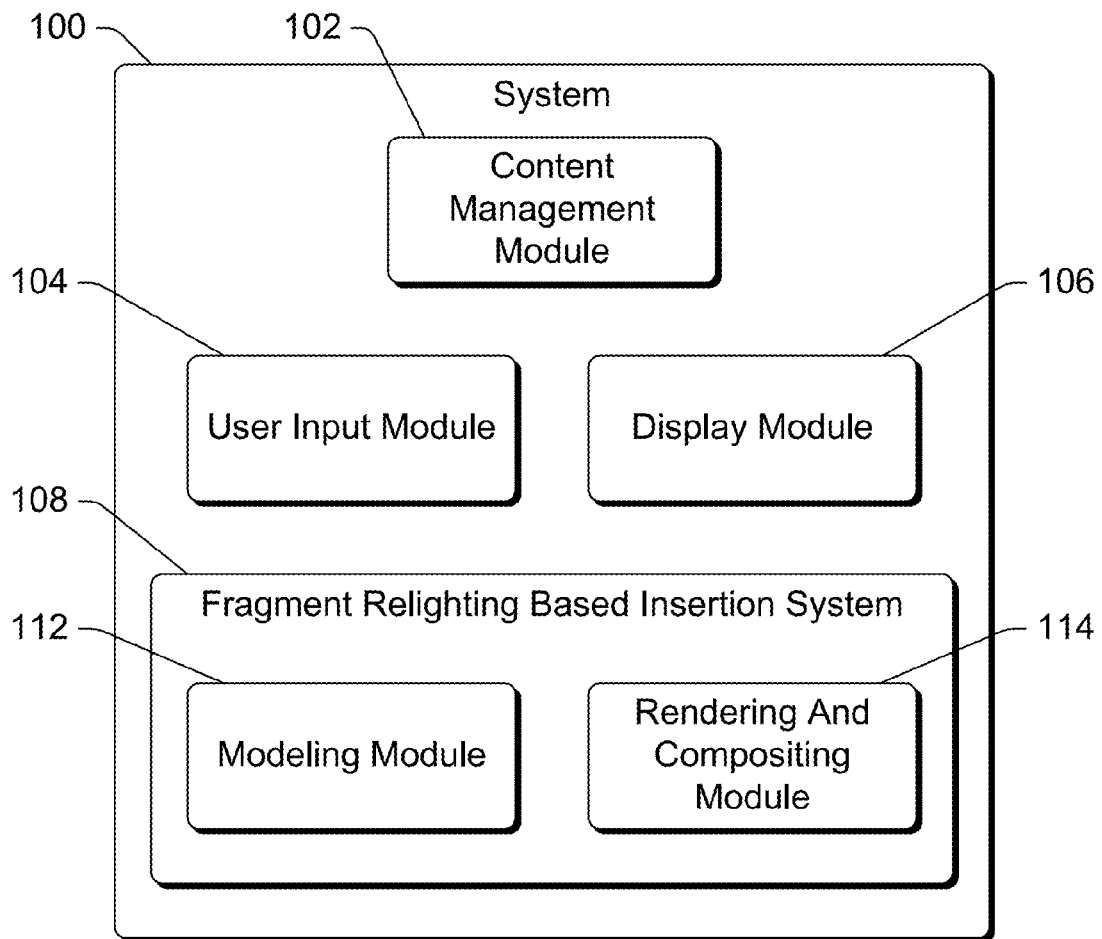 100
102
System
Content
Management
Module
104
106
User Input Module
Display Module
108
Fragment Relighting Based Insertion System
112
114
Modeling Module
Rendering And
Compositing
Module